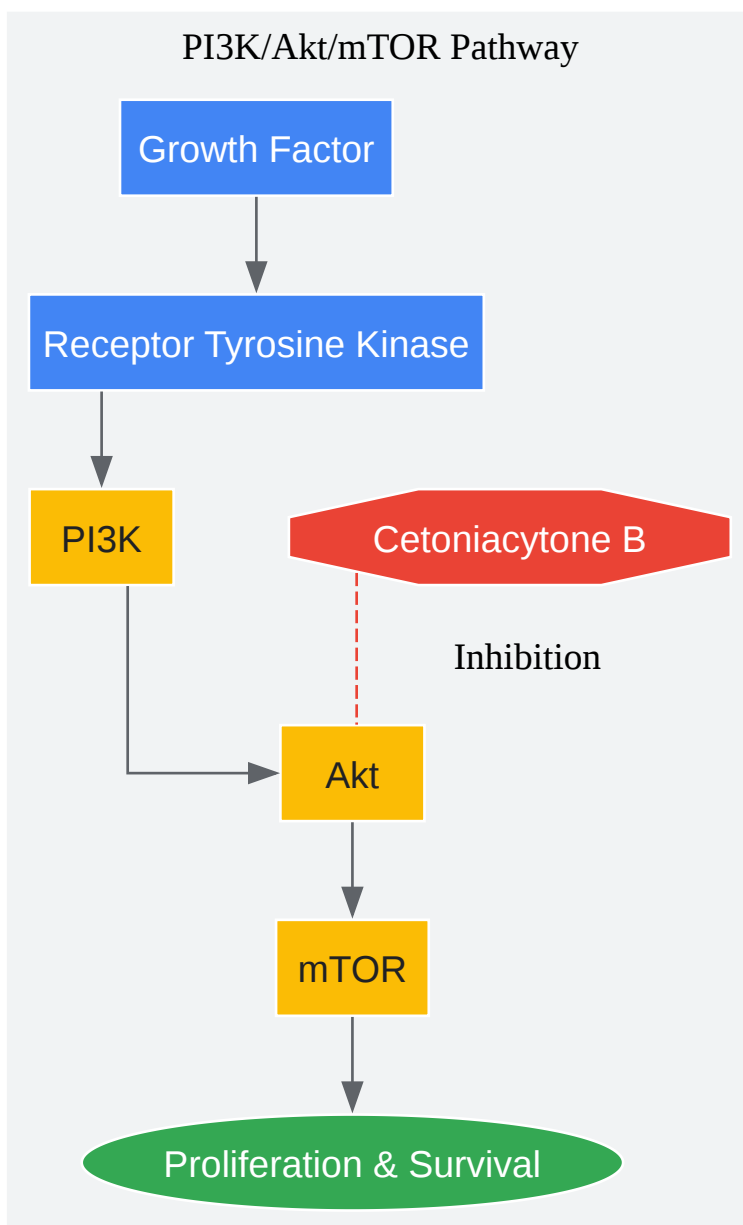 PI3K/Akt/mTOR Pathway
Growth Factor
Receptor Tyrosine Kinase
PI3K
Cetoniacytone B
Inhibition
Akt
mTOR
Proliferation & Survival